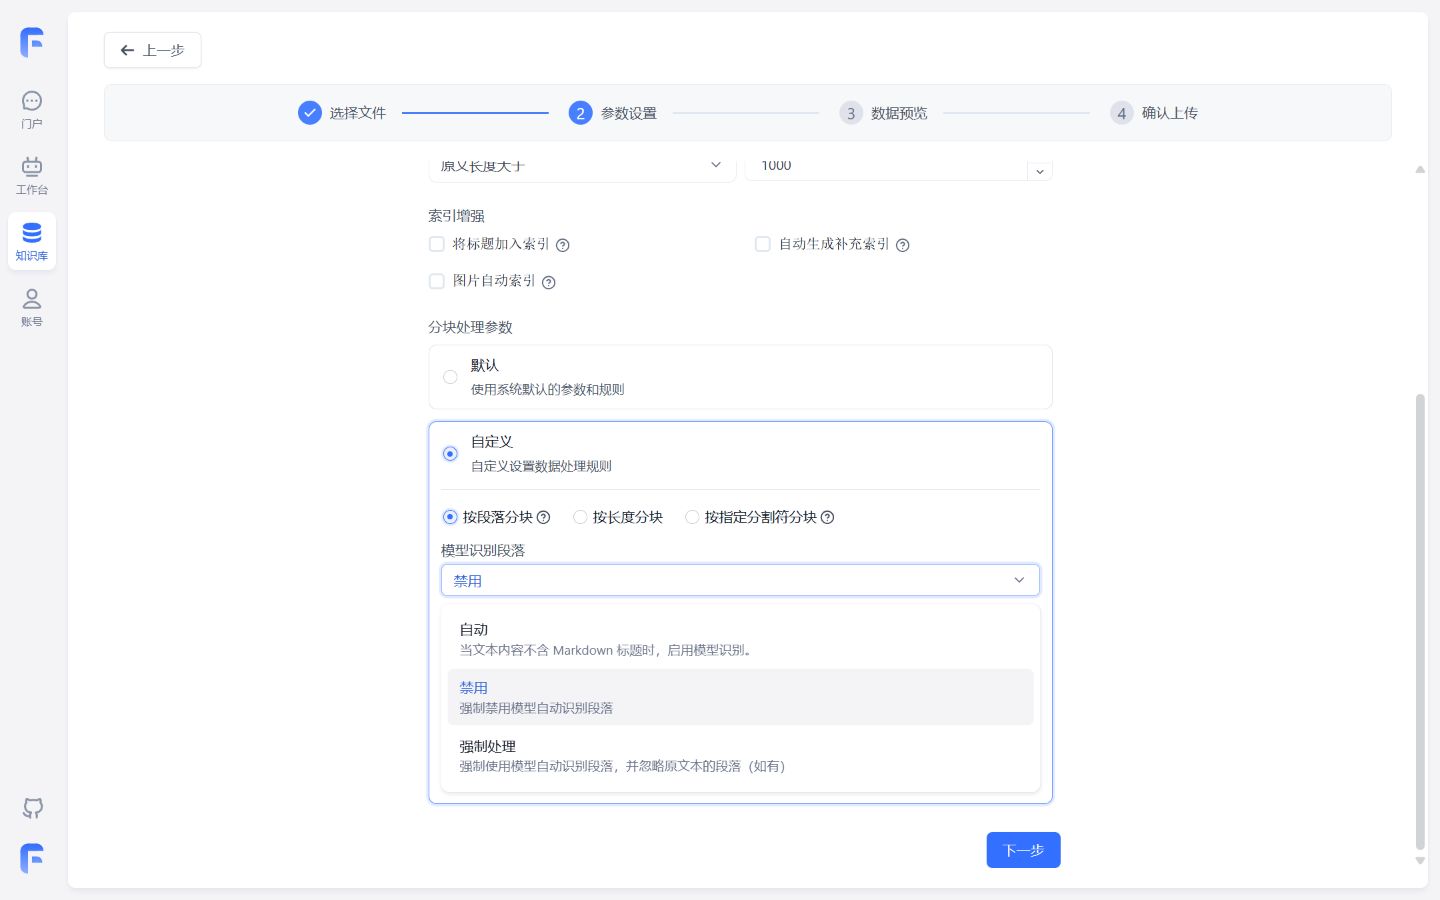 上一步
选择文件
2 参数设置
3 数据预览
4 确认上传
门户
工作台
知识库
账号
原文长度大于
1000
索引增强
将标题加入索引
自动生成补充索引
图片自动索引
分块处理参数
默认
使用系统默认的参数和规则
自定义
自定义设置数据处理规则
按段落分块
按长度分块
按指定分割符分块
模型识别段落
禁用
自动
当文本内容不含 Markdown 标题时，启用模型识别。
禁用
强制禁用模型自动识别段落
强制处理
强制使用模型自动识别段落，并忽略原文本的段落（如有）
下一步